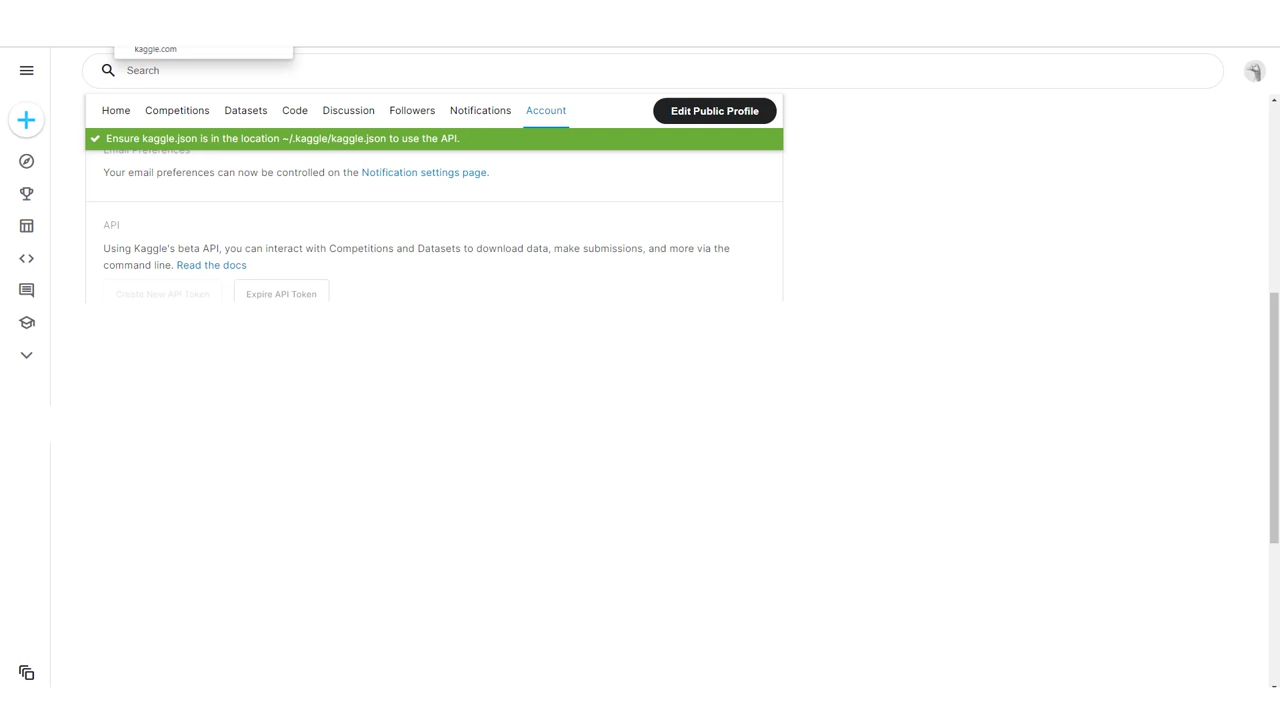 kaggle.com
Search
Home Competitions Datasets Code Discussion Followers Notifications Account Edit Public Profile
Ensure kaggle.json is in the location ~/.kaggle/kaggle.json to use the API.
Email Preferences
Your email preferences can now be controlled on the Notification settings page.
API
Using Kaggle's beta API, you can interact with Competitions and Datasets to download data, make submissions, and more via the
command line. Read the docs
Create New API Token Expire API Token